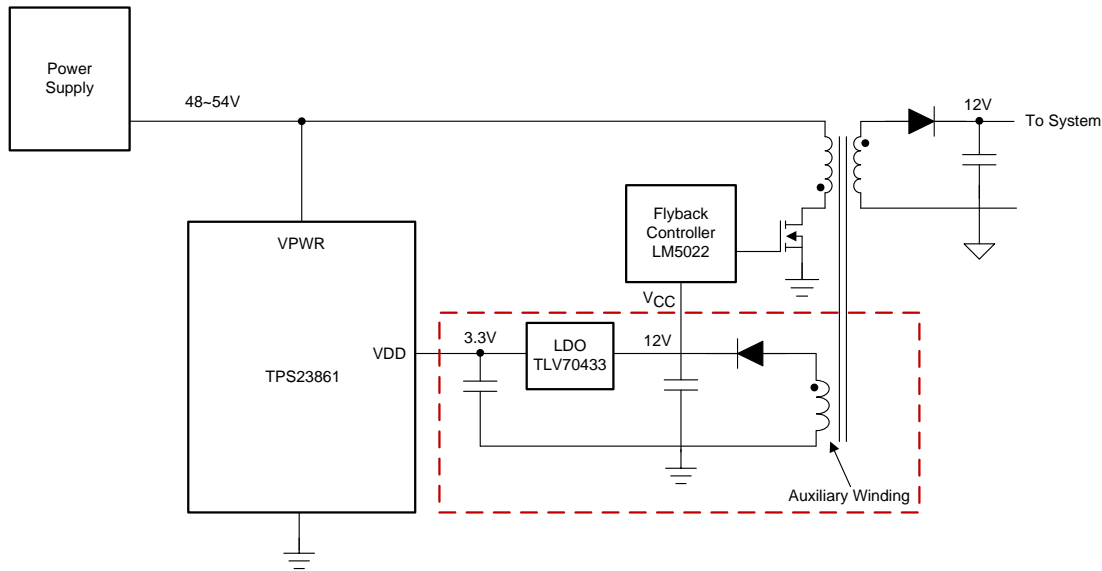 Power
Supply
48~54V
12V
To System
Flyback
Controller
LM5022
VPWR
VCC
3.3V
LDO
TLV70433
12V
VDD
TPS23861
Auxiliary Winding